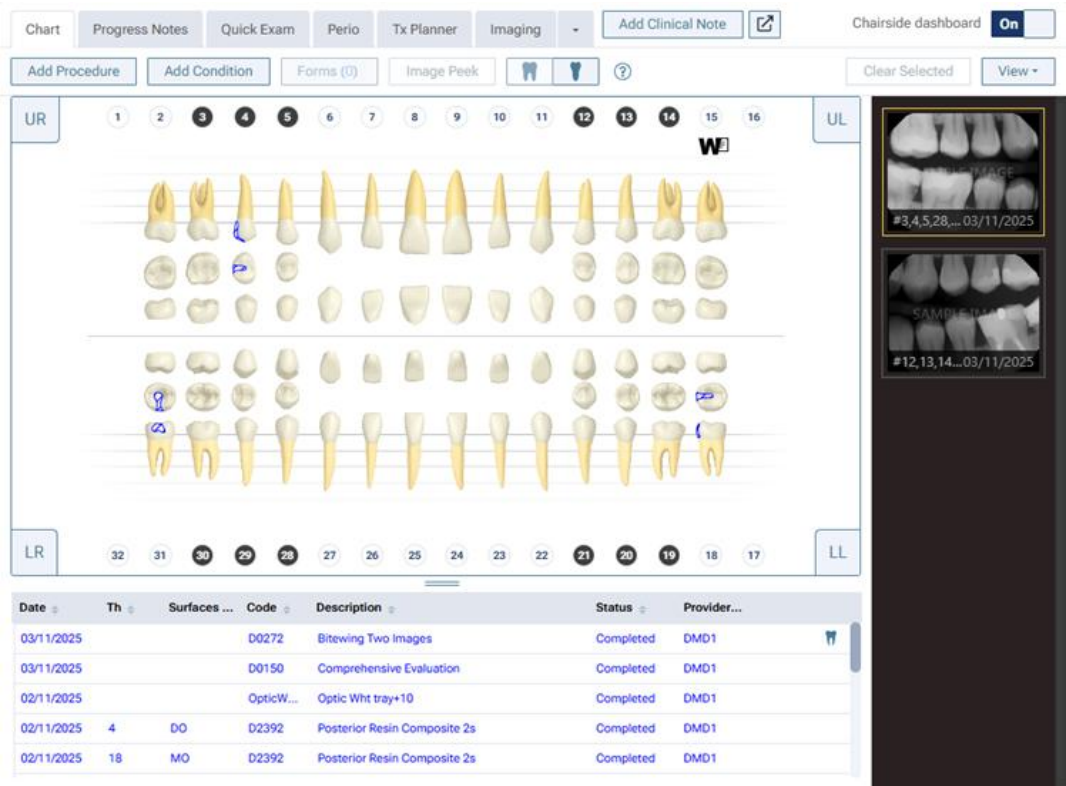 Chart Progress Notes Quick Exam Perio Tx Planner Imaging Add Clinical Note Chairside dashboard On
Add Procedure Add Condition Forms (0) Image Peek ? Clear Selected View
UR 1 2 3 4 5 6 7 8 9 10 11 12 13 14 15 16 UL
W
SAMPLE IMAGE
#3,4,5,28,... 03/11/2025
SAMPLE IMAGE
#12,13,14... 03/11/2025
LR 32 31 30 29 28 27 26 25 24 23 22 21 20 19 18 17 LL
Date Th Surfaces ... Code Description Status Provider...
03/11/2025 D0272 Bitewing Two Images Completed DMD1
03/11/2025 D0150 Comprehensive Evaluation Completed DMD1
02/11/2025 OpticW... Optic Wht tray+10 Completed DMD1
02/11/2025 4 DO D2392 Posterior Resin Composite 2s Completed DMD1
02/11/2025 18 MO D2392 Posterior Resin Composite 2s Completed DMD1